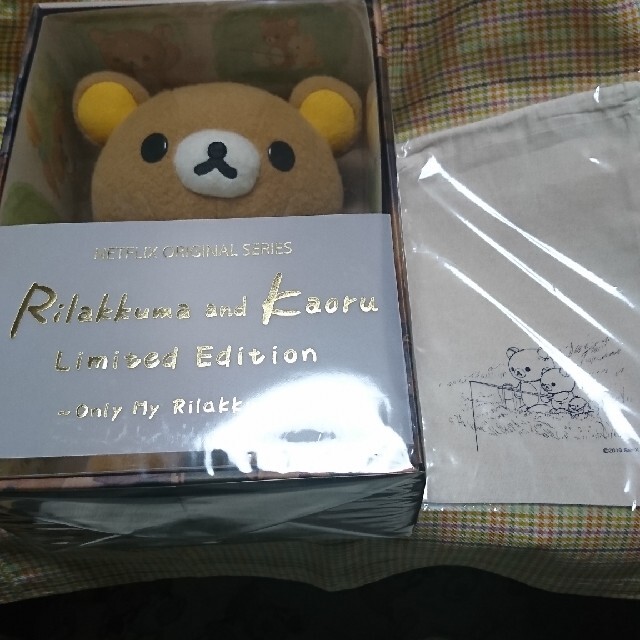 NETFLIX ORIGINAL SERIES
Rilakkuma and Kaoru
Limited Edition
~Only My Rilakk